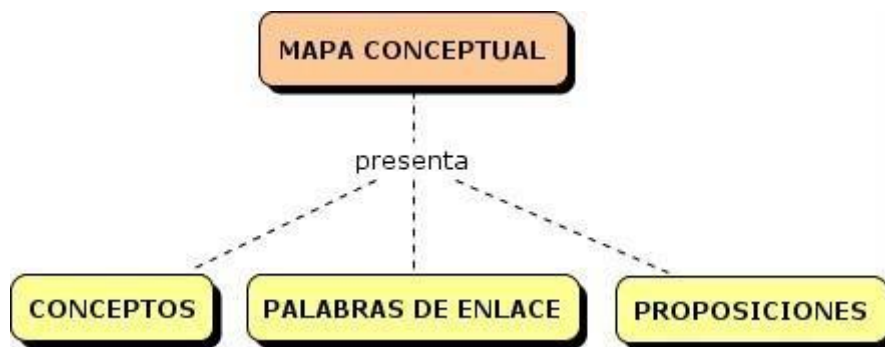 MAPA CONCEPTUAL
presenta
CONCEPTOS
PALABRAS DE ENLACE
PROPOSICIONES